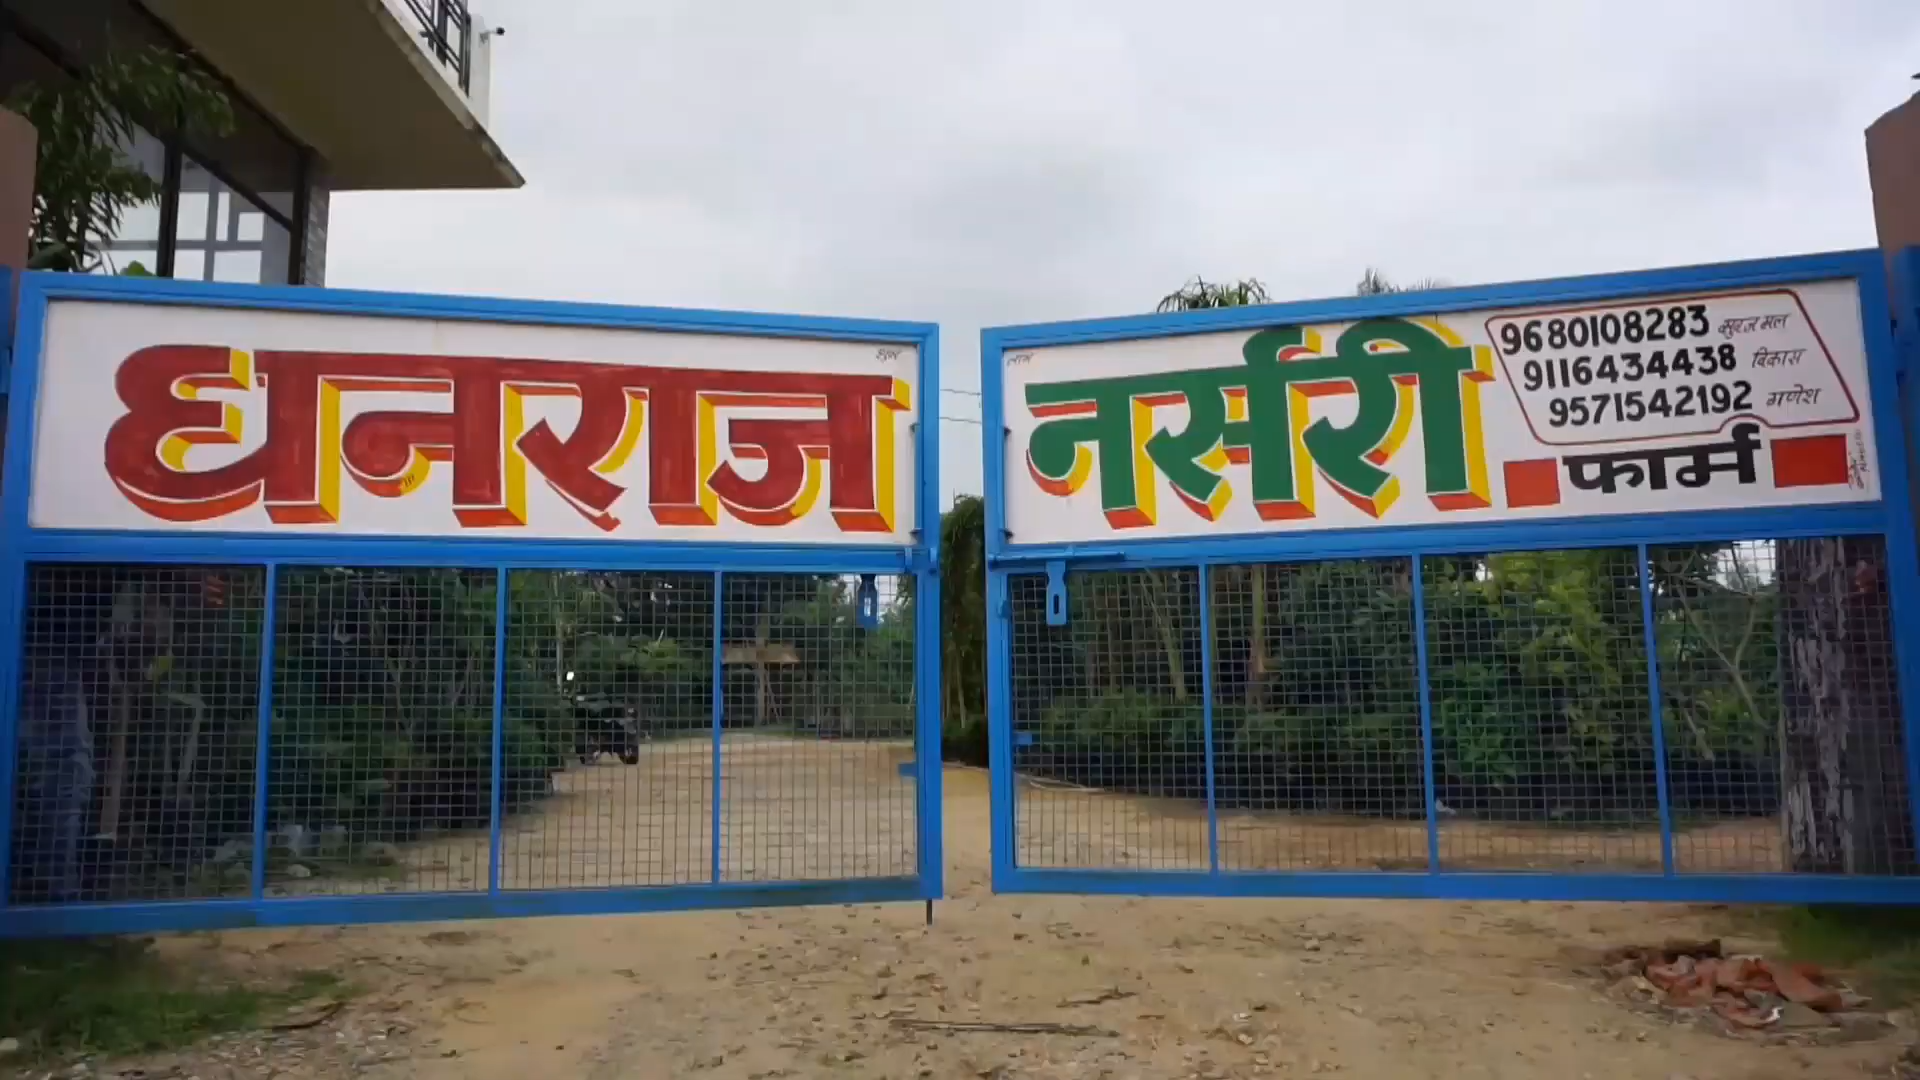 शुभ
धनराज
लाभ
नर्सरी
9680108283 सुरज मल
9116434438 विकास
9571542192 गणेश
फार्म